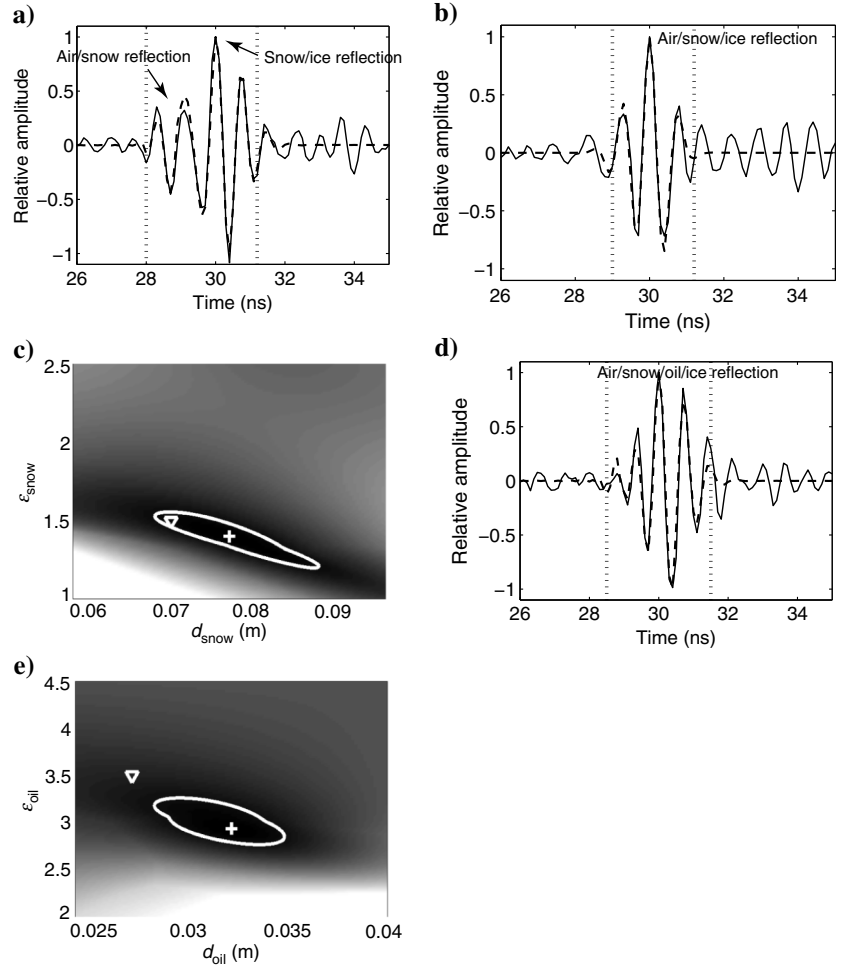 a)
Air/snow reflection
Snow/ice reflection
Relative amplitude
1
0.5
0
−0.5
−1
26 28 30 32 34
Time (ns)
b)
Air/snow/ice reflection
Relative amplitude
1
0.5
0
−0.5
−1
26 28 30 32 34
Time (ns)
c)
εsnow
2.5
2
1.5
1
0.06 0.07 0.08 0.09
dsnow (m)
d)
Air/snow/oil/ice reflection
Relative amplitude
1
0.5
0
−0.5
−1
26 28 30 32 34
Time (ns)
e)
εoil
4.5
4
3.5
3
2.5
2
0.025 0.03 0.035 0.04
doil (m)